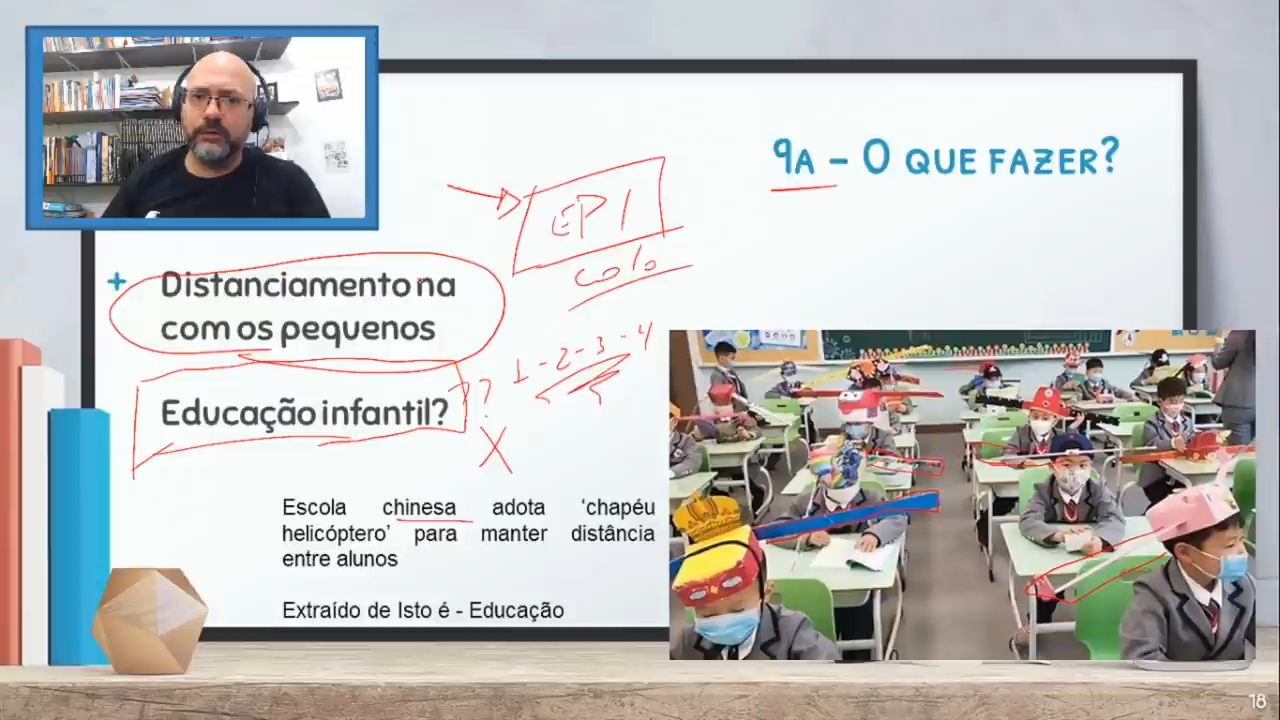 9A – O QUE FAZER?
EPI
colo
+ Distanciamento na
com os pequenos
1-2-3-4
Educação infantil?
??
X
Escola chinesa adota ‘chapéu
helicóptero’ para manter distância
entre alunos
Extraído de Isto é - Educação
18